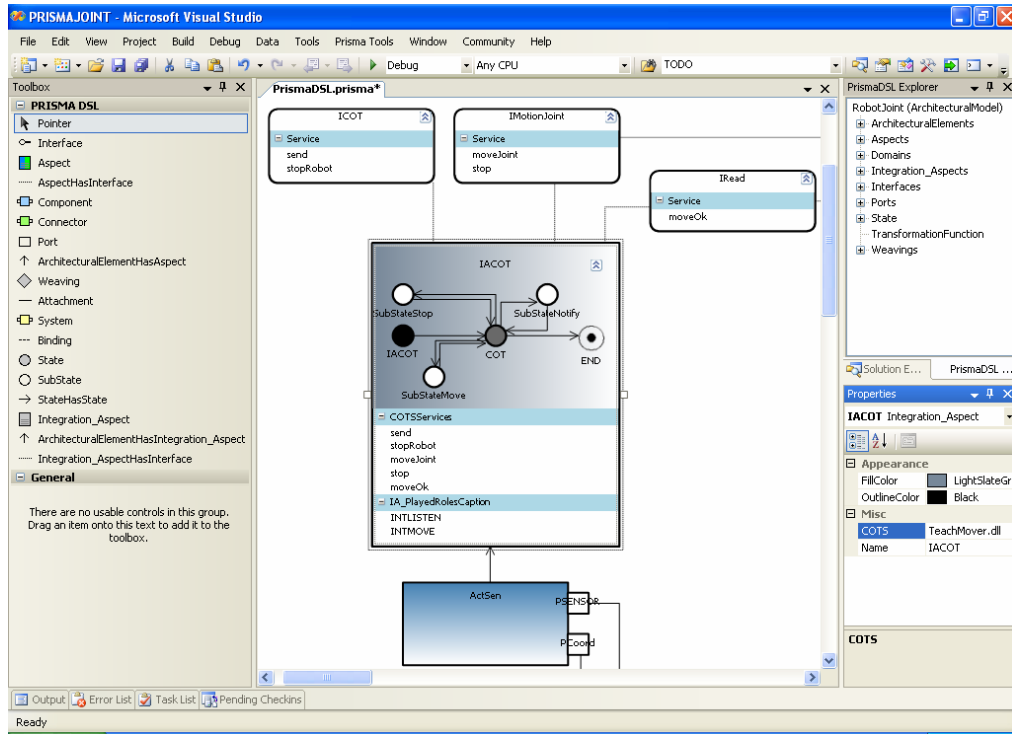 PRISMAJOINT - Microsoft Visual Studio
File Edit View Project Build Debug Data Tools Prisma Tools Window Community Help
Debug Any CPU TODO
Toolbox
PRISMA DSL
Pointer
Interface
Aspect
AspectHasInterface
Component
Connector
Port
ArchitecturalElementHasAspect
Weaving
Attachment
System
Binding
State
SubState
StateHasState
Integration_Aspect
ArchitecturalElementHasIntegration_Aspect
Integration_AspectHasInterface
General
There are no usable controls in this group.
Drag an item onto this text to add it to the
toolbox.
PrismaDSL.prisma*
ICOT
Service
send
stopRobot
IMotionJoint
Service
moveJoint
stop
IRead
Service
moveOk
IACOT
SubStateStop
SubStateNotify
IACOT
COT
END
SubStateMove
COTSServices
send
stopRobot
moveJoint
stop
moveOk
IA_PlayedRolesCaption
INTLISTEN
INTMOVE
ActSen
PSENSOR
PCoord
PrismaDSL Explorer
RobotJoint (ArchitecturalModel)
ArchitecturalElements
Aspects
Domains
Integration_Aspects
Interfaces
Ports
State
TransformationFunction
Weavings
Solution E... PrismaDSL ...
Properties
IACOT Integration_Aspect
Appearance
FillColor LightSlateGr
OutlineColor Black
Misc
COTS TeachMover.dll
Name IACOT
COTS
Output Error List Task List Pending Checkins
Ready